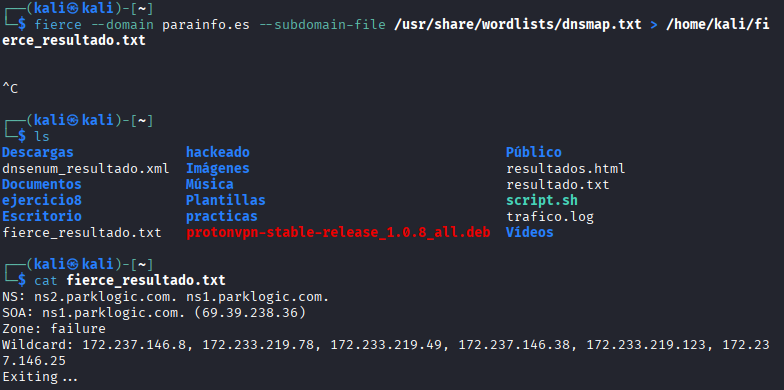 ┌──(kali㉿kali)-[~]
└─$ fierce --domain parainfo.es --subdomain-file /usr/share/wordlists/dnsmap.txt > /home/kali/fi
erce_resultado.txt
^C
┌──(kali㉿kali)-[~]
└─$ ls
Descargas hackeado Público
dnsenum_resultado.xml Imágenes resultados.html
Documentos Música resultado.txt
ejercicio8 Plantillas script.sh
Escritorio practicas trafico.log
fierce_resultado.txt protonvpn-stable-release_1.0.8_all.deb Vídeos
┌──(kali㉿kali)-[~]
└─$ cat fierce_resultado.txt
NS: ns2.parklogic.com. ns1.parklogic.com.
SOA: ns1.parklogic.com. (69.39.238.36)
Zone: failure
Wildcard: 172.237.146.8, 172.233.219.78, 172.233.219.49, 172.237.146.38, 172.233.219.123, 172.23
7.146.25
Exiting...